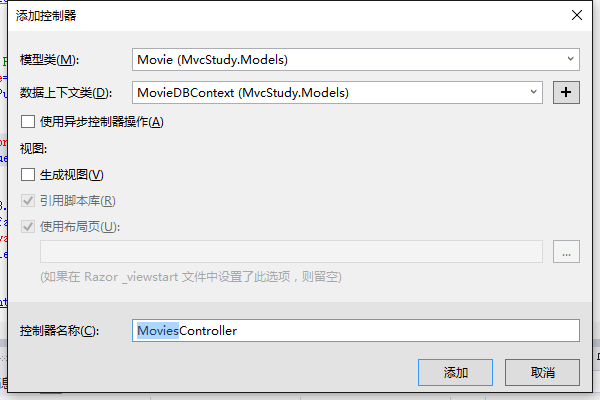 添加控制器
模型类(M):
Movie (MvcStudy.Models)
数据上下文类(D):
MovieDBContext (MvcStudy.Models)
+
使用异步控制器操作(A)
视图:
生成视图(V)
引用脚本库(R)
使用布局页(U):
...
(如果在 Razor _viewstart 文件中设置了此选项，则留空)
控制器名称(C):
MoviesController
添加
取消